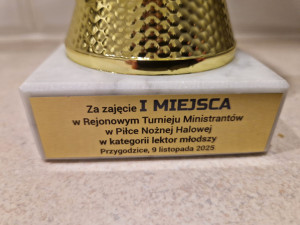 Za zajęcie I MIEJSCA
w Rejonowym Turnieju Ministrantów
w Piłce Nożnej Halowej
w kategorii lektor młodszy
Przygodzice, 9 listopada 2025